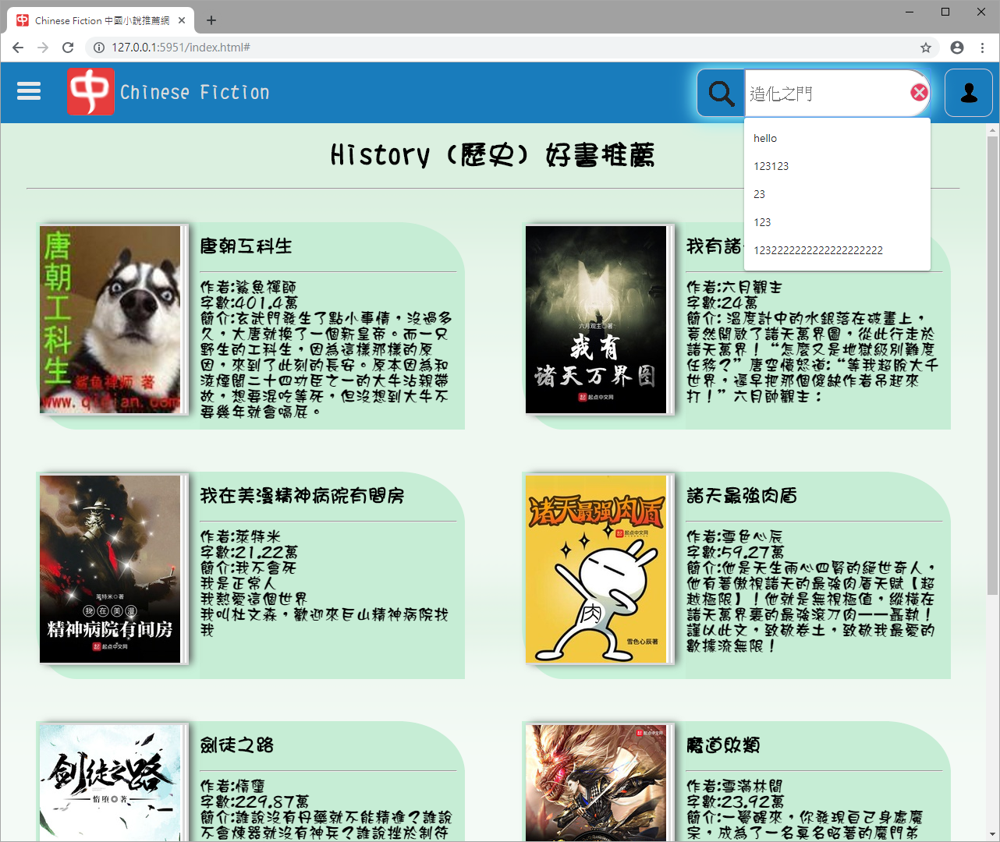 Chinese Fiction 中國小說推薦網
127.0.0.1:5951/index.html#
中 Chinese Fiction
造化之門
hello
123123
23
123
1232222222222222222222
History (歷史) 好書推薦
唐朝工科生
鲨鱼禅师 著
www.qidian.com
唐朝互科生
作者:鯊魚禪師
字數:401.4萬
簡介:玄武門發生了點小事情，沒過多
久，大唐就換了一個新皇帝。而一只
野生的工科生，因為這樣那樣的原
因，來到了此刻的長安。原本因為和
凌煙閣二十四功臣之一的大牛沾親帶
故，想要混吃等死，但沒想到大牛不
要幾年就會嗝屁。
六月观主◎著
我有
诸天万界图
起点中文网
我有諸
作者:六月觀主
字數:24萬
簡介: 溫度計中的水銀落在破畫上，
竟然開啟了諸天萬界圖，從此行走於
諸天萬界！“怎麼又是地獄級別難度
任務？”唐空憤怒道:“等我超脫大千
世界，遲早把那個傻缺作者吊起來
打！”六月帥觀主：
莱特米◎著
我在美漫
精神病院有间房
起点中文网
我在美漫精神病院有間房
作者:萊特米
字數:21.22萬
簡介:我不會死
我是正常人
我熱愛這個世界
我叫杜文森，歡迎來巨山精神病院找
我
诸天最强肉盾
起点中文网
肉
雪色心辰著
諸天最強肉盾
作者:雪色心辰
字數:59.27萬
簡介:他是天生兩心四腎的絕世奇人，
他有著傲視諸天的最強肉盾天賦【超
越極限】！他就是無視極值，縱橫在
諸天萬界裏的最強滾刀肉——聶執！
謹以此文，致敬卷土，致敬我最愛的
數據流無限！
剑徒之路
惰堕◎著
劍徒之路
作者:惰墮
字數:229.87萬
簡介:誰說沒有丹藥就不能精進？誰說
不會煉器就沒有神兵？誰說拙於制符
起点中文网
魔道敗類
作者:雪滿林間
字數:23.92萬
簡介:一覺醒來，你發現自己身處魔
宗，成為了一名臭名昭著的魔門弟